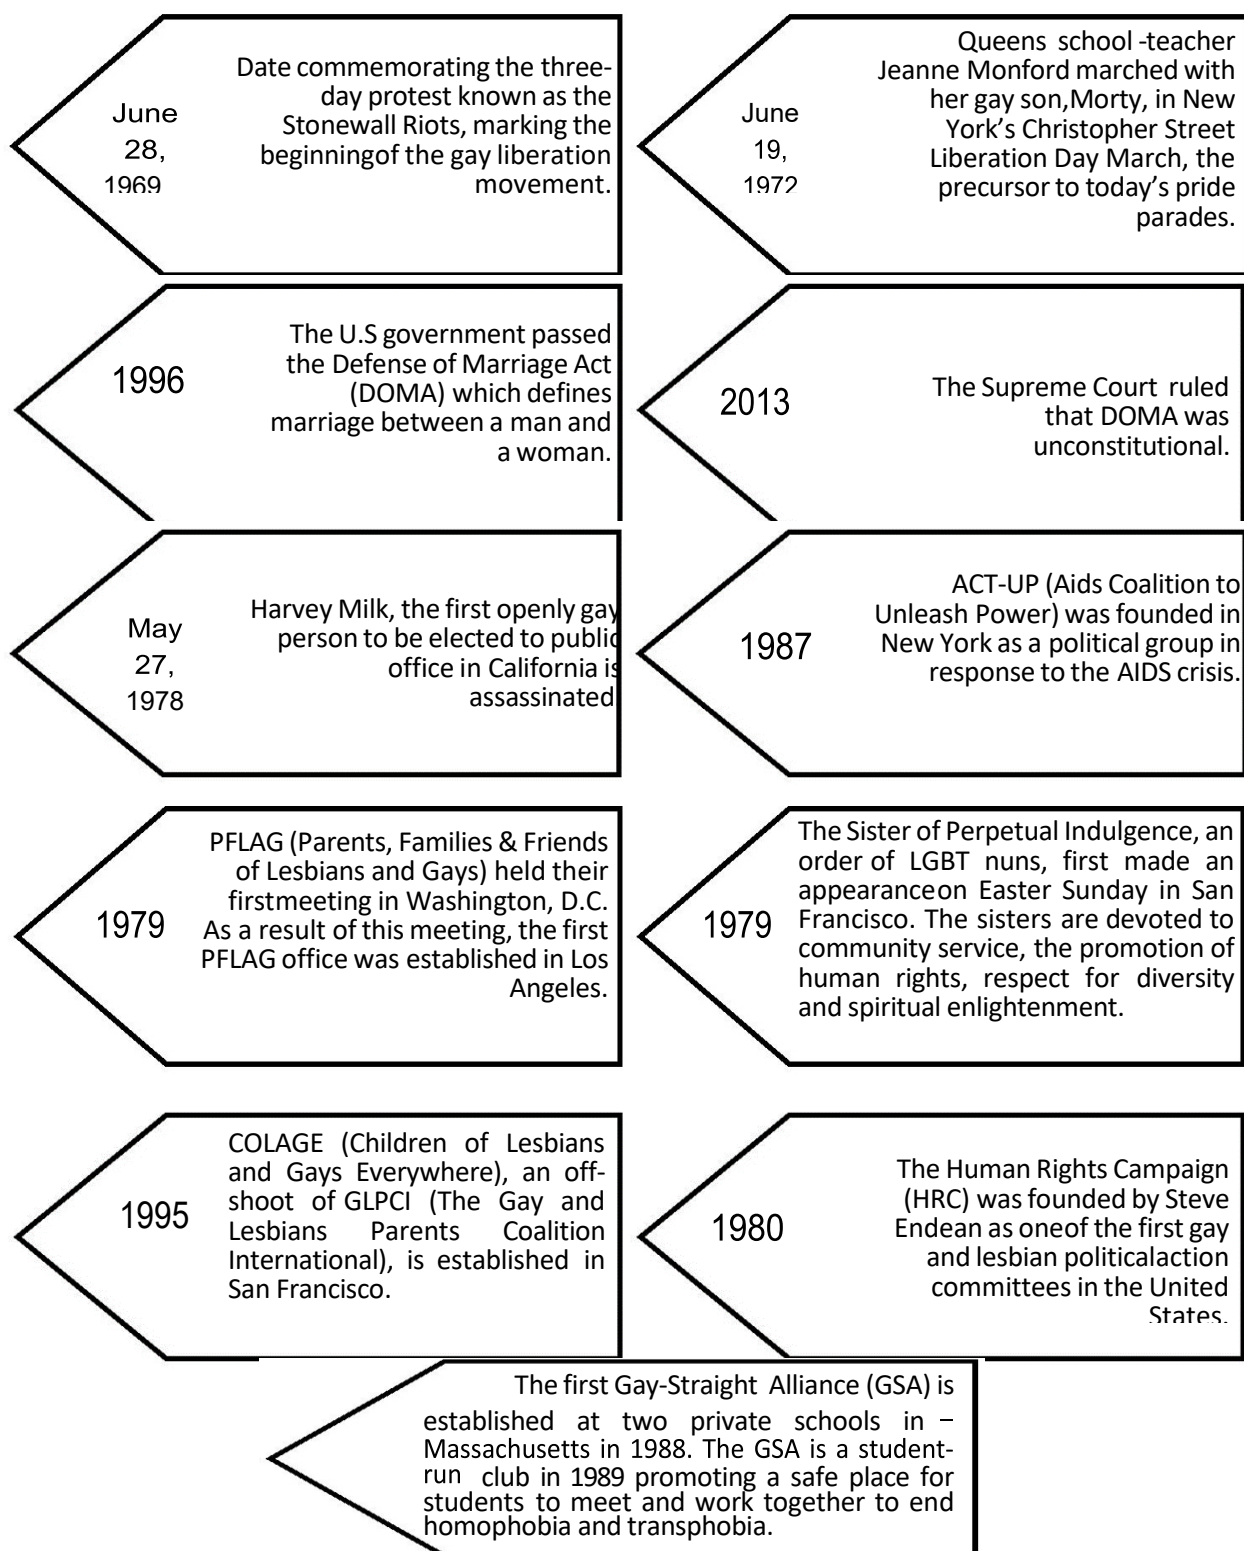 June
28,
1969
Date commemorating the three-
day protest known as the
Stonewall Riots, marking the
beginningof the gay liberation
movement.
June
19,
1972
Queens school -teacher
Jeanne Monford marched with
her gay son,Morty, in New
York's Christopher Street
Liberation Day March, the
precursor to today's pride
parades.
1996
The U.S government passed
the Defense of Marriage Act
(DOMA) which defines
marriage between a man and
a woman.
2013
The Supreme Court ruled
that DOMA was
unconstitutional.
May
27,
1978
Harvey Milk, the first openly gay
person to be elected to public
office in California is
assassinated
1987
ACT-UP (Aids Coalition to
Unleash Power) was founded in
New York as a political group in
response to the AIDS crisis.
1979
PFLAG (Parents, Families & Friends
of Lesbians and Gays) held their
firstmeeting in Washington, D.C.
As a result of this meeting, the first
PFLAG office was established in Los
Angeles.
1979
The Sister of Perpetual Indulgence, an
order of LGBT nuns, first made an
appearanceon Easter Sunday in San
Francisco. The sisters are devoted to
community service, the promotion of
human rights, respect for diversity
and spiritual enlightenment.
1995
COLAGE (Children of Lesbians
and Gays Everywhere), an off-
shoot of GLPCI (The Gay and
Lesbians Parents Coalition
International), is established in
San Francisco.
1980
The Human Rights Campaign
(HRC) was founded by Steve
Endean as oneof the first gay
and lesbian politicalaction
committees in the United
States.
The first Gay-Straight Alliance (GSA) is
established at two private schools in –
Massachusetts in 1988. The GSA is a student-
run club in 1989 promoting a safe place for
students to meet and work together to end
homophobia and transphobia.